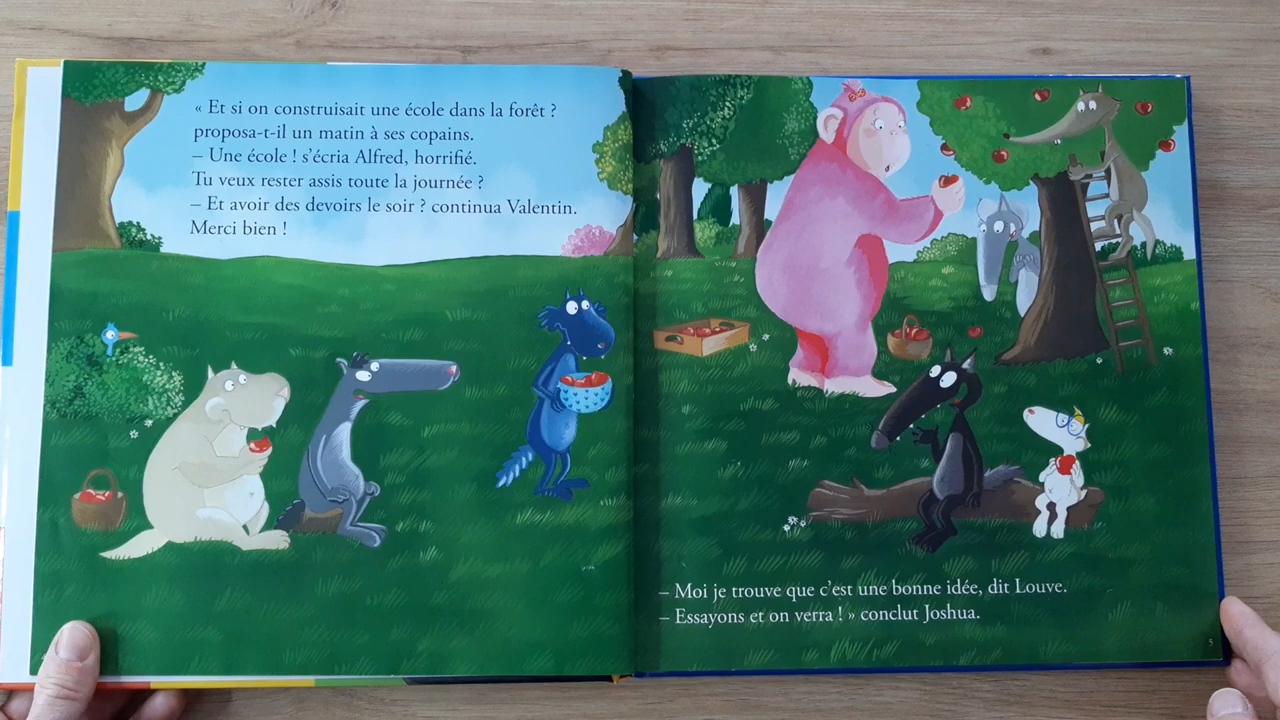 « Et si on construisait une école dans la forêt ?
proposa-t-il un matin à ses copains.
– Une école ! s'écria Alfred, horrifié.
Tu veux rester assis toute la journée ?
– Et avoir des devoirs le soir ? continua Valentin.
Merci bien !
– Moi je trouve que c'est une bonne idée, dit Louve.
– Essayons et on verra ! » conclut Joshua.
5